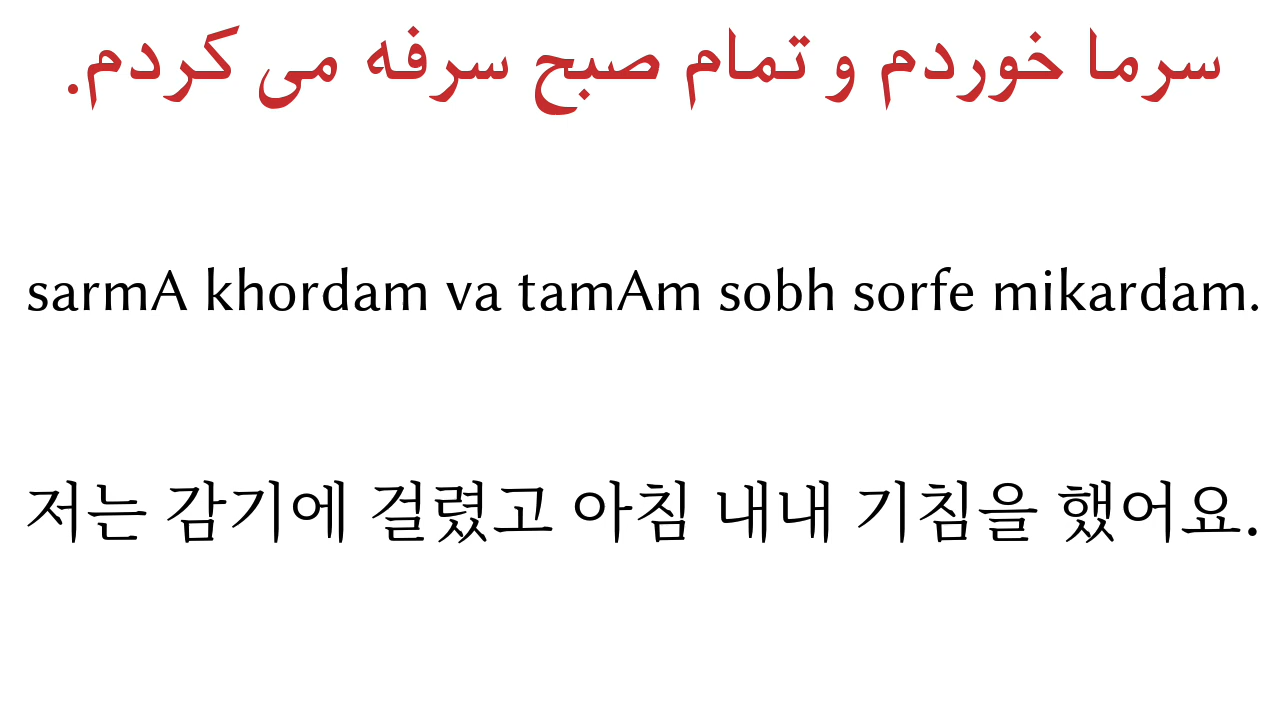 سرما خوردم و تمام صبح سرفه می کردم.
sarmA khordam va tamAm sobh sorfe mikardam.
저는 감기에 걸렸고 아침 내내 기침을 했어요.